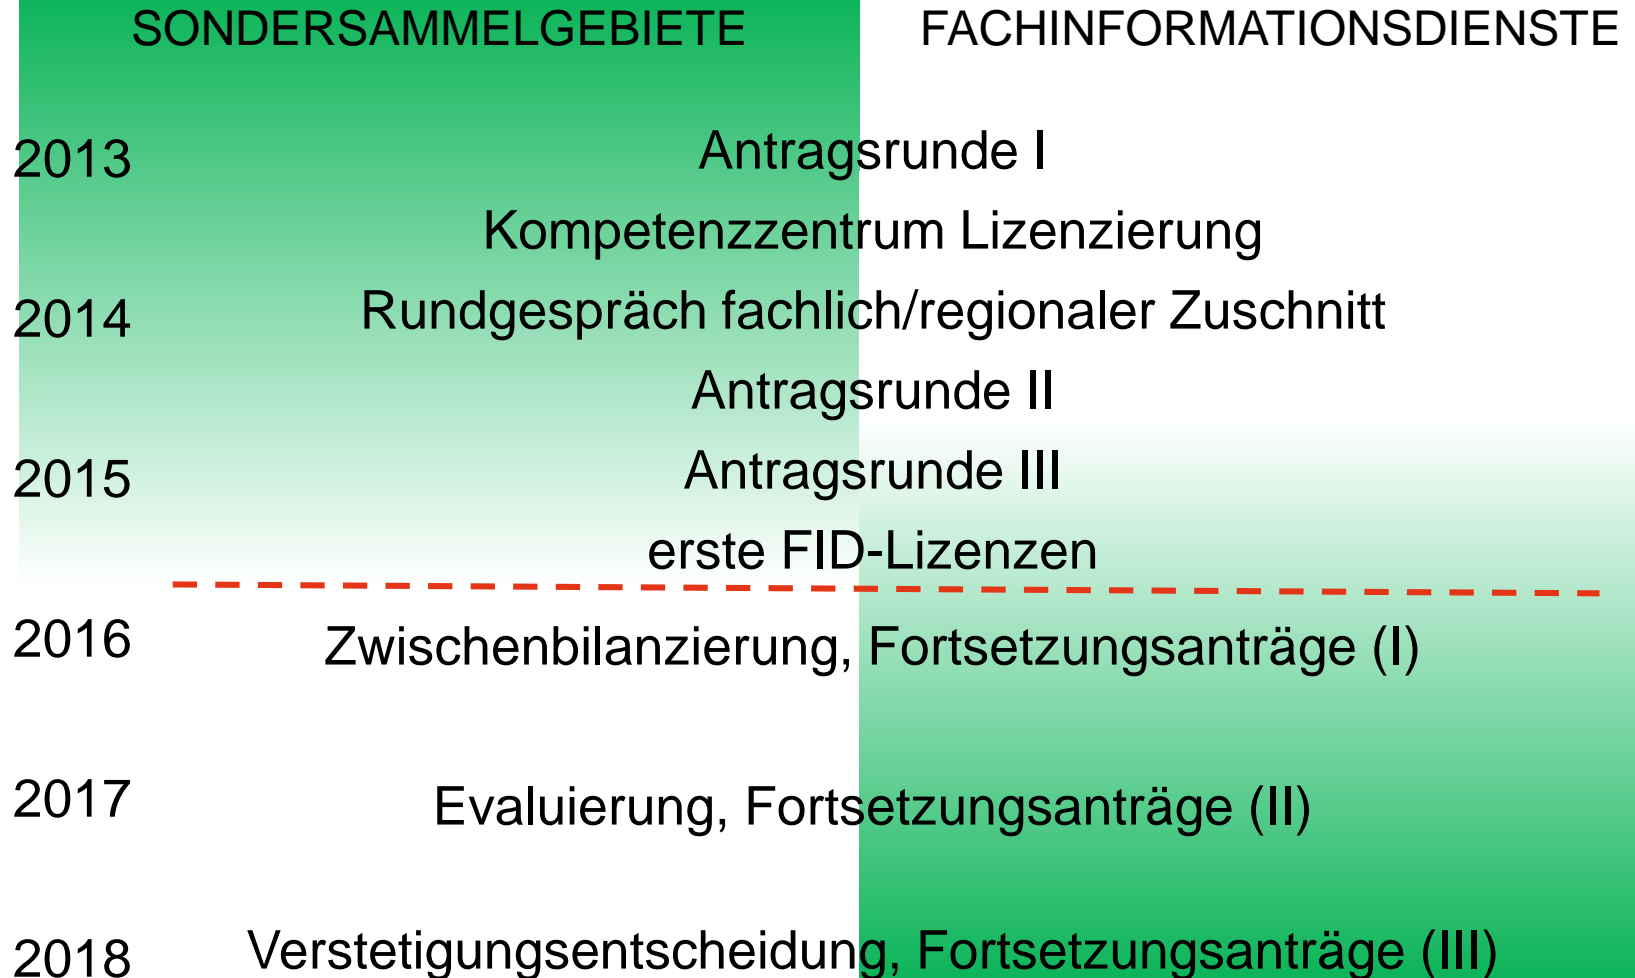 SONDERSAMMELGEBIETE FACHINFORMATIONSDIENSTE
2013 Antragsrunde I
Kompetenzzentrum Lizenzierung
2014 Rundgespräch fachlich/regionaler Zuschnitt
Antragsrunde II
2015 Antragsrunde III
erste FID-Lizenzen
2016 Zwischenbilanzierung, Fortsetzungsanträge (I)
2017 Evaluierung, Fortsetzungsanträge (II)
2018 Verstetigungsentscheidung, Fortsetzungsanträge (III)